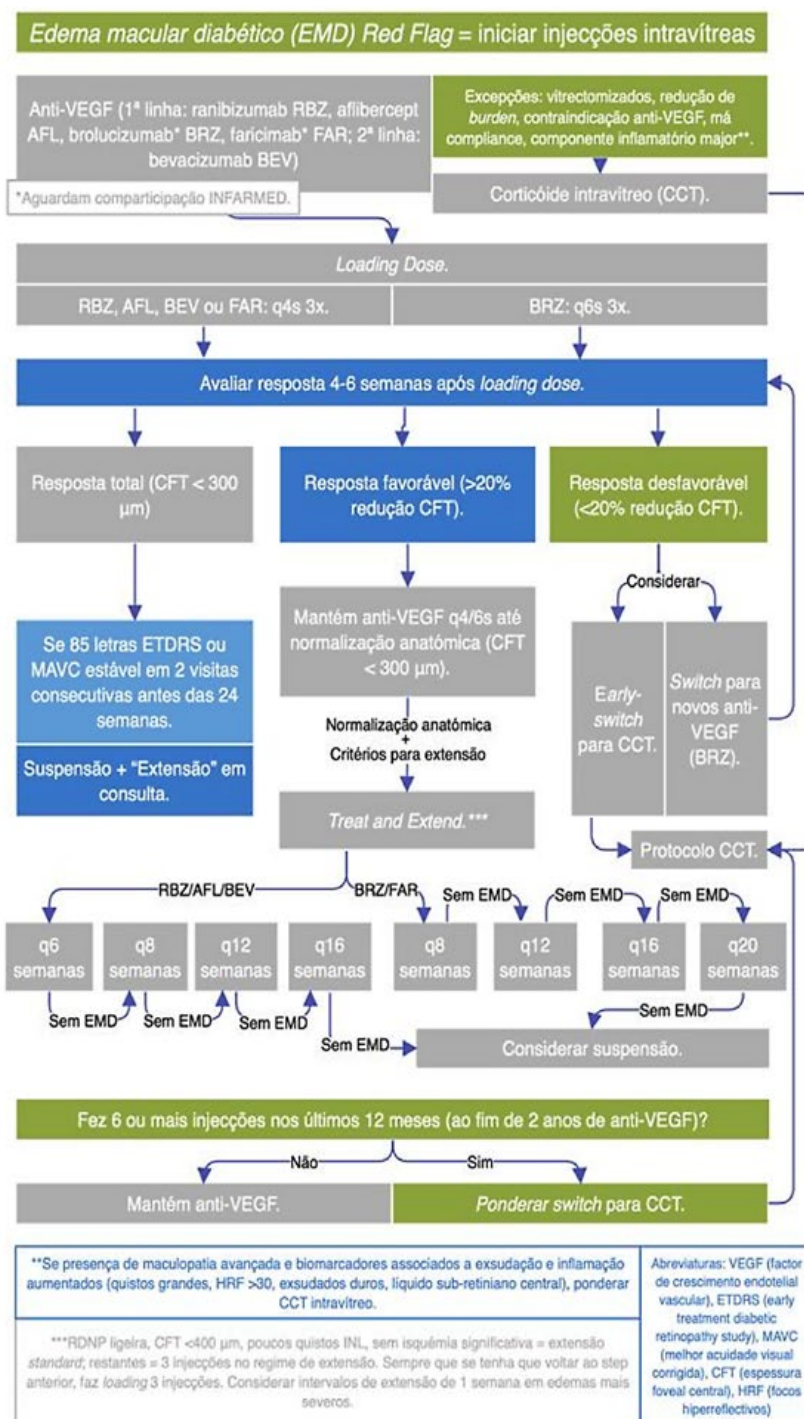 Edema macular diabético (EMD) Red Flag = iniciar injecções intravítreas
Anti-VEGF (1ª linha: ranibizumab RBZ, aflibercept
AFL, brolucizumab* BRZ, faricimab* FAR; 2ª linha:
bevacizumab BEV)
*Aguardam comparticipação INFARMED.
Excepções: vitrectomizados, redução de
burden, contraindicação anti-VEGF, má
compliance, componente inflamatório major**.
Corticóide intravítreo (CCT).
Loading Dose.
RBZ, AFL, BEV ou FAR: q4s 3x.
BRZ: q6s 3x.
Avaliar resposta 4-6 semanas após loading dose.
Resposta total (CFT < 300
µm)
Resposta favorável (>20%
redução CFT).
Resposta desfavorável
(<20% redução CFT).
Considerar
Se 85 letras ETDRS ou
MAVC estável em 2 visitas
consecutivas antes das 24
semanas.
Suspensão + “Extensão” em
consulta.
Mantém anti-VEGF q4/6s até
normalização anatómica (CFT
< 300 µm).
Early-
switch
para CCT.
Switch para
novos anti-
VEGF
(BRZ).
Normalização anatómica
+
Critérios para extensão
Treat and Extend.***
Protocolo CCT.
RBZ/AFL/BEV
BRZ/FAR
Sem EMD
Sem EMD
Sem EMD
q6
semanas
q8
semanas
q12
semanas
q16
semanas
q8
semanas
q12
semanas
q16
semanas
q20
semanas
Sem EMD
Sem EMD
Sem EMD
Sem EMD
Sem EMD
Considerar suspensão.
Fez 6 ou mais injecções nos últimos 12 meses (ao fim de 2 anos de anti-VEGF)?
Não
Sim
Mantém anti-VEGF.
Ponderar switch para CCT.
**Se presença de maculopatia avançada e biomarcadores associados a exsudação e inflamação
aumentados (quistos grandes, HRF >30, exsudados duros, líquido sub-retiniano central), ponderar
CCT intravítreo.
***RDNP ligeira, CFT <400 µm, poucos quistos INL, sem isquémia significativa = extensão
standard; restantes = 3 injecções no regime de extensão. Sempre que se tenha que voltar ao step
anterior, faz loading 3 injecções. Considerar intervalos de extensão de 1 semana em edemas mais
severos.
Abreviaturas: VEGF (factor
de crescimento endotelial
vascular), ETDRS (early
treatment diabetic
retinopathy study), MAVC
(melhor acuidade visual
corrigida), CFT (espessura
foveal central), HRF (focos
hiperreflectivos)